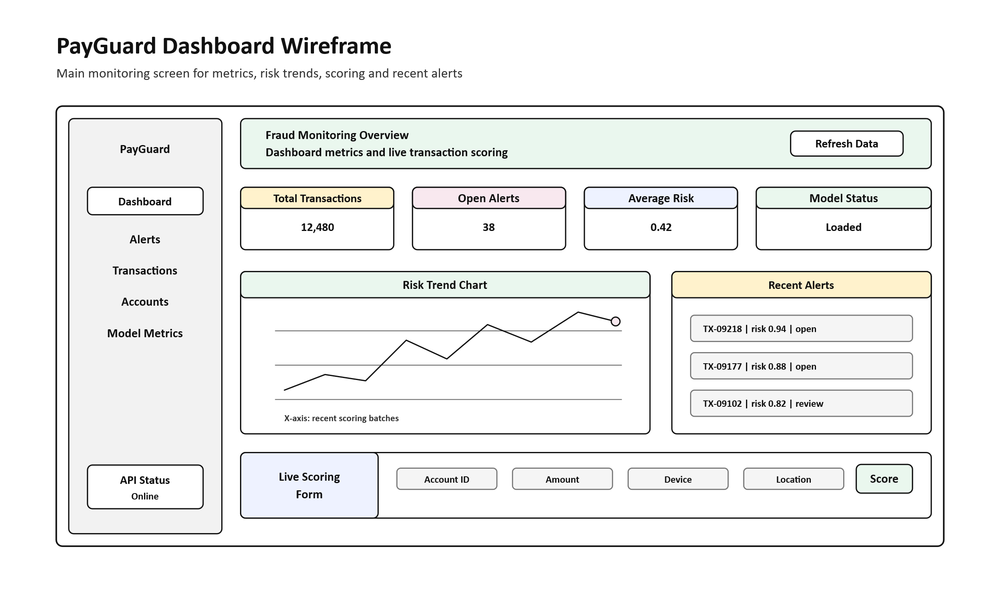 PayGuard Dashboard Wireframe
Main monitoring screen for metrics, risk trends, scoring and recent alerts
PayGuard
Dashboard
Alerts
Transactions
Accounts
Model Metrics
API Status
Online
Fraud Monitoring Overview
Dashboard metrics and live transaction scoring
Refresh Data
Total Transactions
12,480
Open Alerts
38
Average Risk
0.42
Model Status
Loaded
Risk Trend Chart
X-axis: recent scoring batches
Recent Alerts
TX-09218 | risk 0.94 | open
TX-09177 | risk 0.88 | open
TX-09102 | risk 0.82 | review
Live Scoring
Form
Account ID
Amount
Device
Location
Score